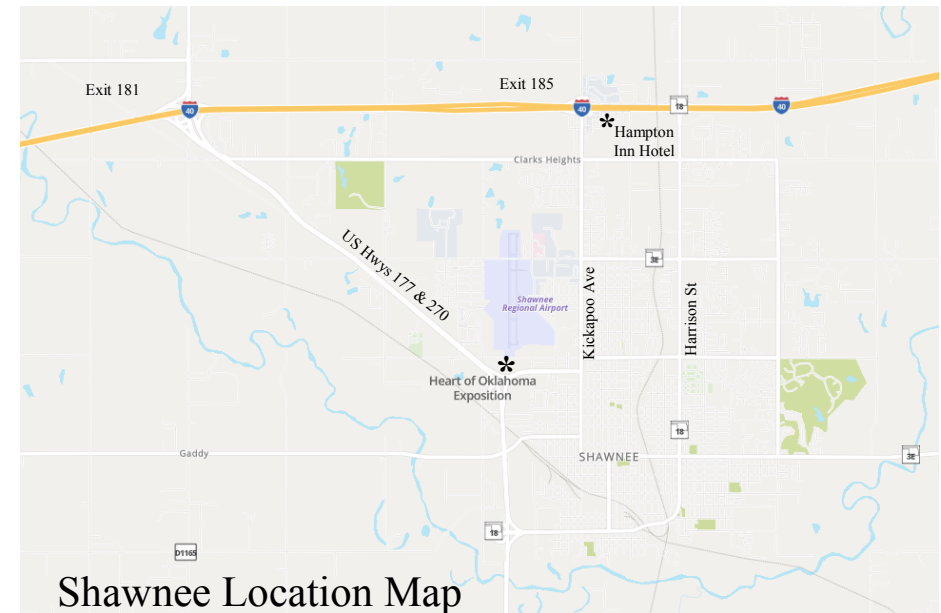 Exit 181
Exit 185
40
40
18
40
Hampton
Inn Hotel
Clarks Heights
US Hwys 177 & 270
3E
Shawnee
Regional Airport
Kickapoo Ave
Harrison St
Heart of Oklahoma
Exposition
18
Gaddy
SHAWNEE
3E
18
D1165
Shawnee Location Map